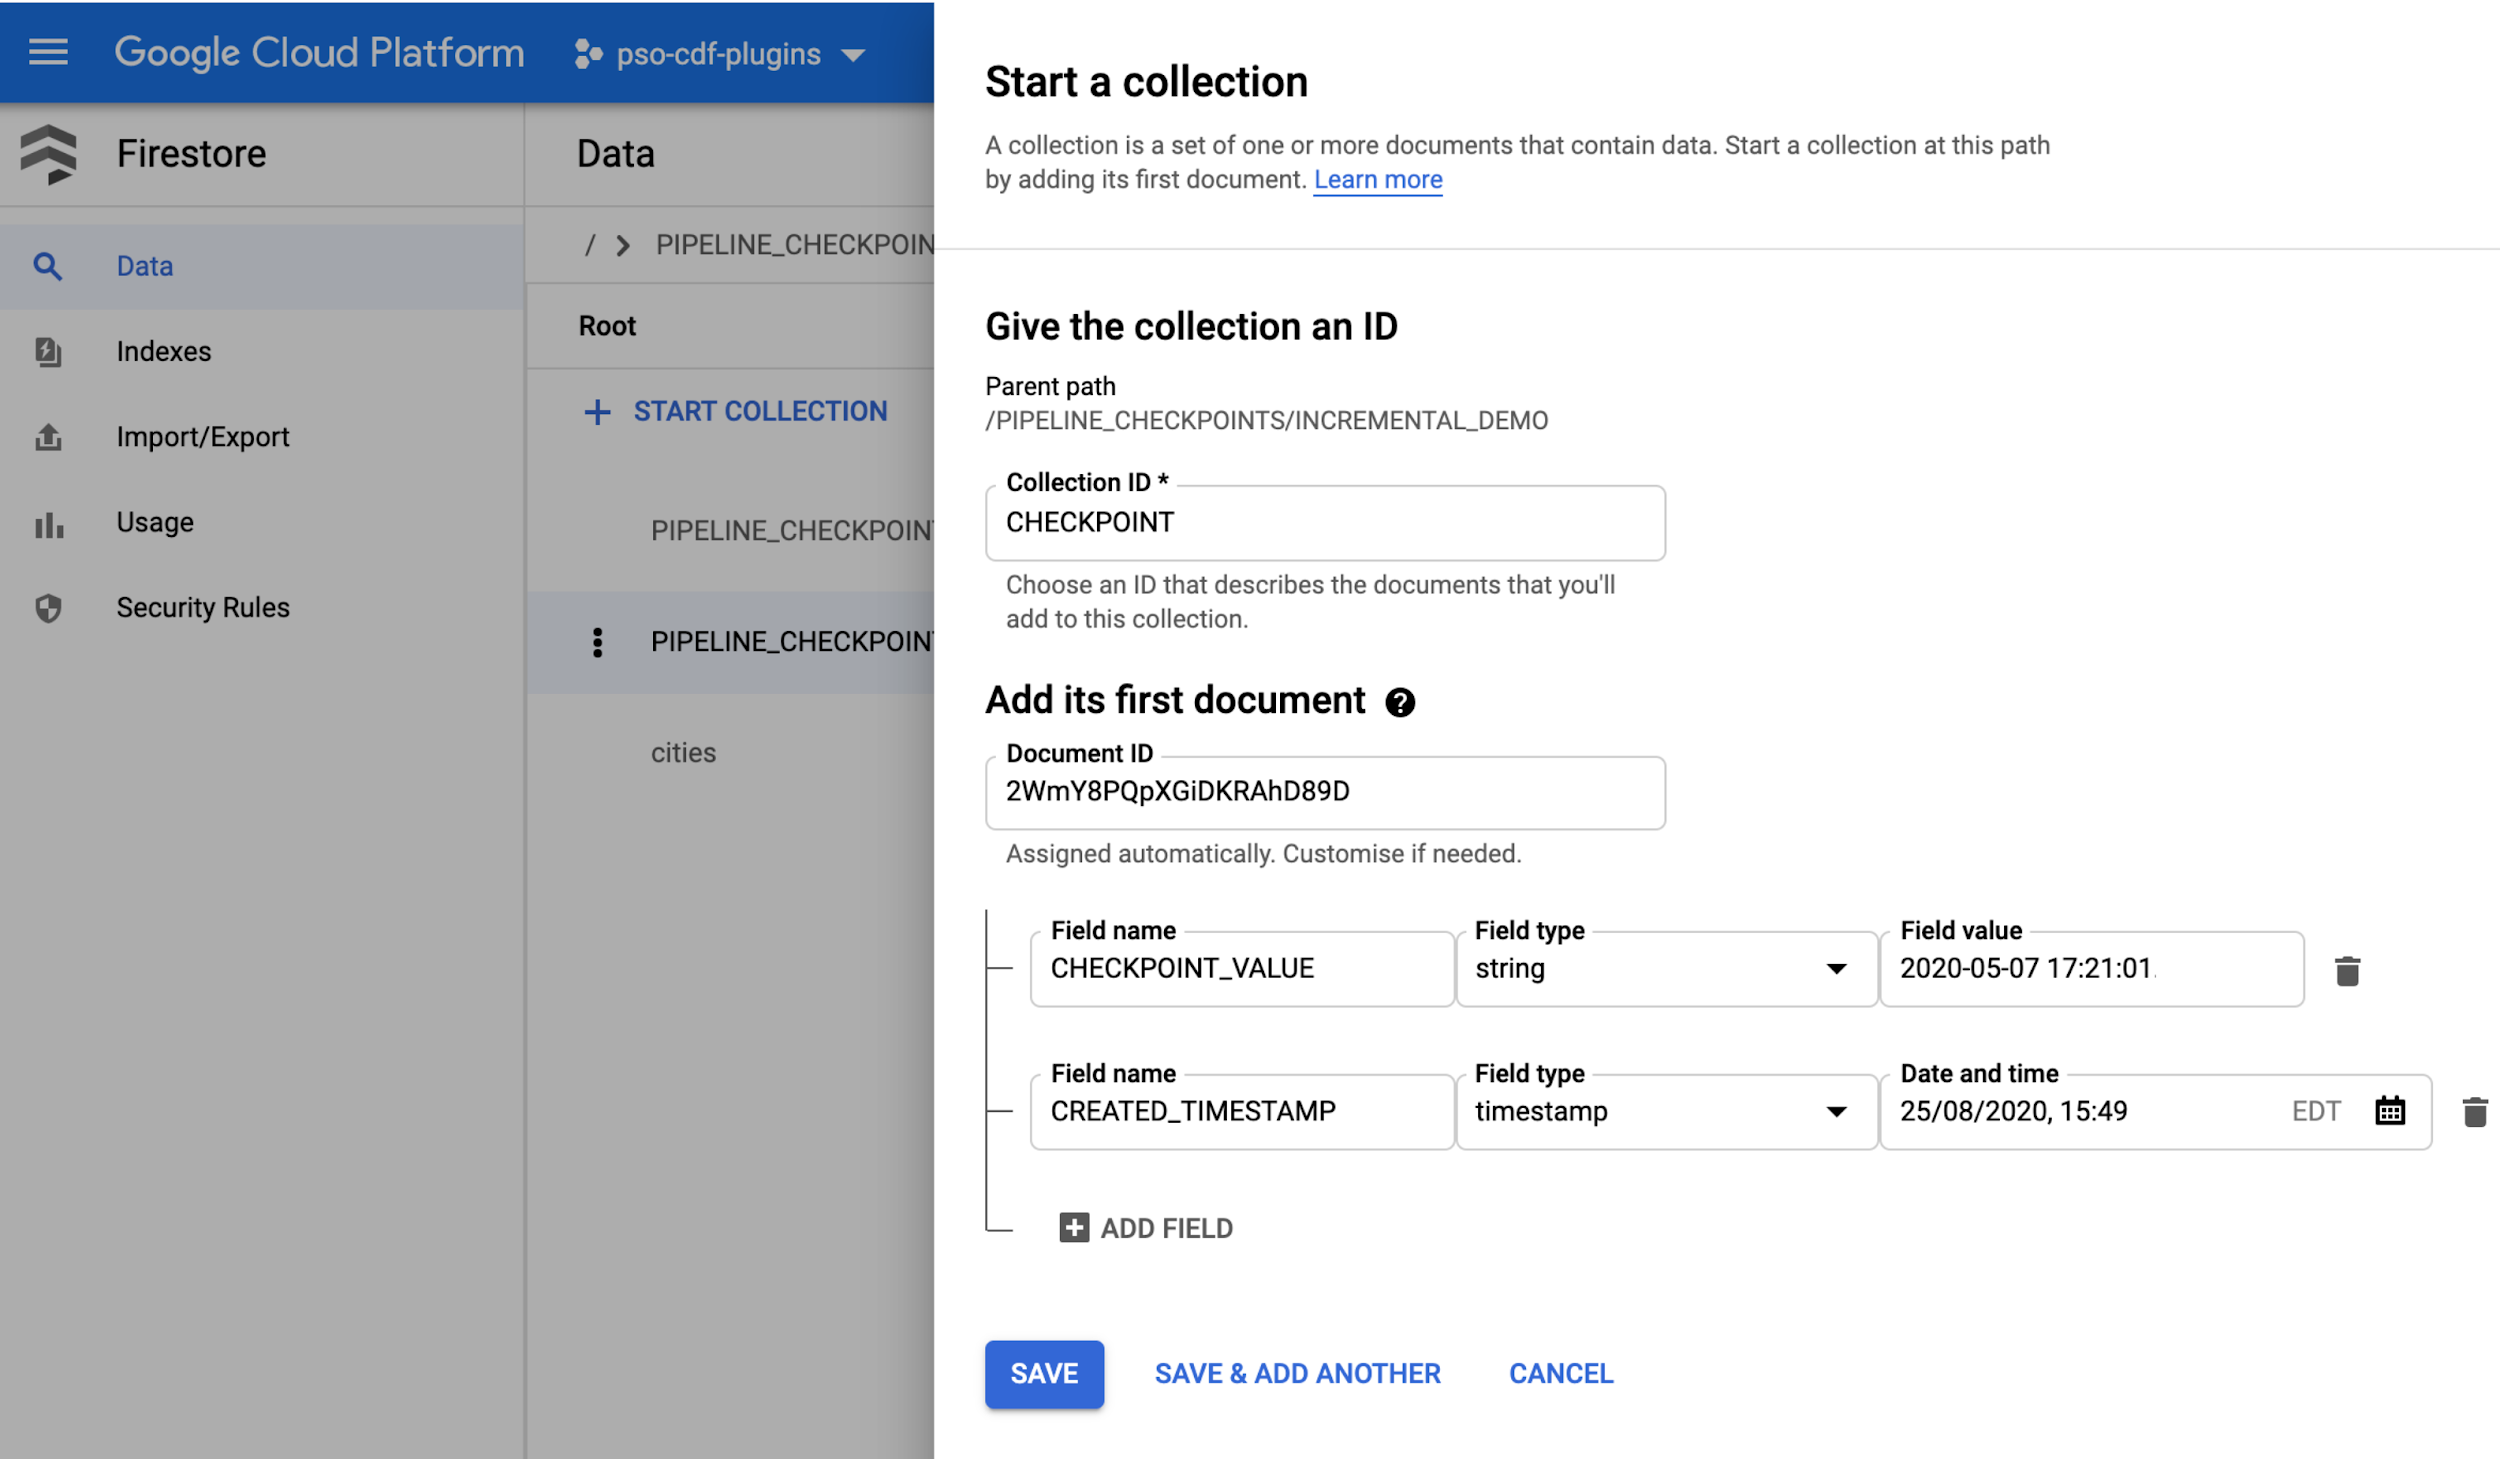 Google Cloud Platform
pso-cdf-plugins
Firestore
Data
Indexes
Import/Export
Usage
Security Rules
Data
/ > PIPELINE_CHECKPOIN
Root
START COLLECTION
PIPELINE_CHECKPOINT
PIPELINE_CHECKPOINT
cities
Start a collection
A collection is a set of one or more documents that contain data. Start a collection at this path
by adding its first document. Learn more
Give the collection an ID
Parent path
/PIPELINE_CHECKPOINTS/INCREMENTAL_DEMO
Collection ID *
CHECKPOINT
Choose an ID that describes the documents that you'll
add to this collection.
Add its first document
Document ID
2WmY8PQpXGiDKRAhD89D
Assigned automatically. Customise if needed.
Field name
CHECKPOINT_VALUE
Field type
string
Field value
2020-05-07 17:21:01.
Field name
CREATED_TIMESTAMP
Field type
timestamp
Date and time
25/08/2020, 15:49 EDT
ADD FIELD
SAVE
SAVE & ADD ANOTHER
CANCEL